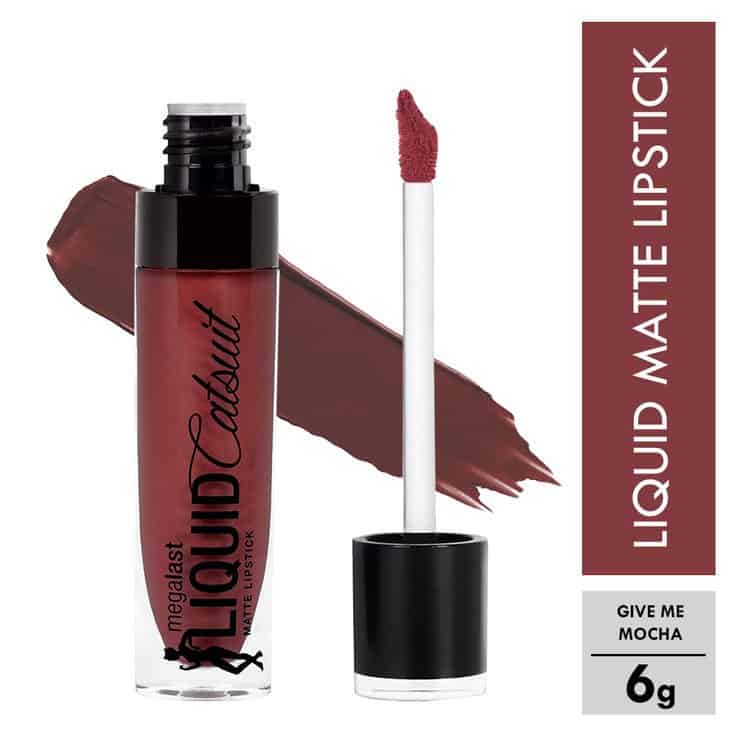 megalast
LIQUID Catsuit
MATTE LIPSTICK
LIQUID MATTE LIPSTICK
GIVE ME
MOCHA
6g